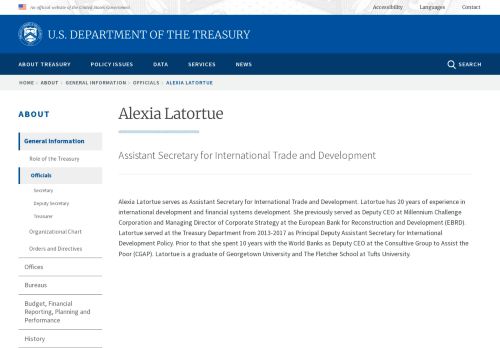 An official website of the United States Government
Accessibility Languages Contact
U.S. DEPARTMENT OF THE TREASURY
ABOUT TREASURY POLICY ISSUES DATA SERVICES NEWS SEARCH
HOME > ABOUT > GENERAL INFORMATION > OFFICIALS > ALEXIA LATORTUE
ABOUT
General Information
Role of the Treasury
Officials
Secretary
Deputy Secretary
Treasurer
Organizational Chart
Orders and Directives
Offices
Bureaus
Budget, Financial
Reporting, Planning and
Performance
History
Alexia Latortue
Assistant Secretary for International Trade and Development
Alexia Latortue serves as Assistant Secretary for International Trade and Development. Latortue has 20 years of experience in
international development and financial systems development. She previously served as Deputy CEO at Millennium Challenge
Corporation and Managing Director of Corporate Strategy at the European Bank for Reconstruction and Development (EBRD).
Latortue served at the Treasury Department from 2013-2017 as Principal Deputy Assistant Secretary for International
Development Policy. Prior to that she spent 10 years with the World Banks as Deputy CEO at the Consultive Group to Assist the
Poor (CGAP). Latortue is a graduate of Georgetown University and The Fletcher School at Tufts University.